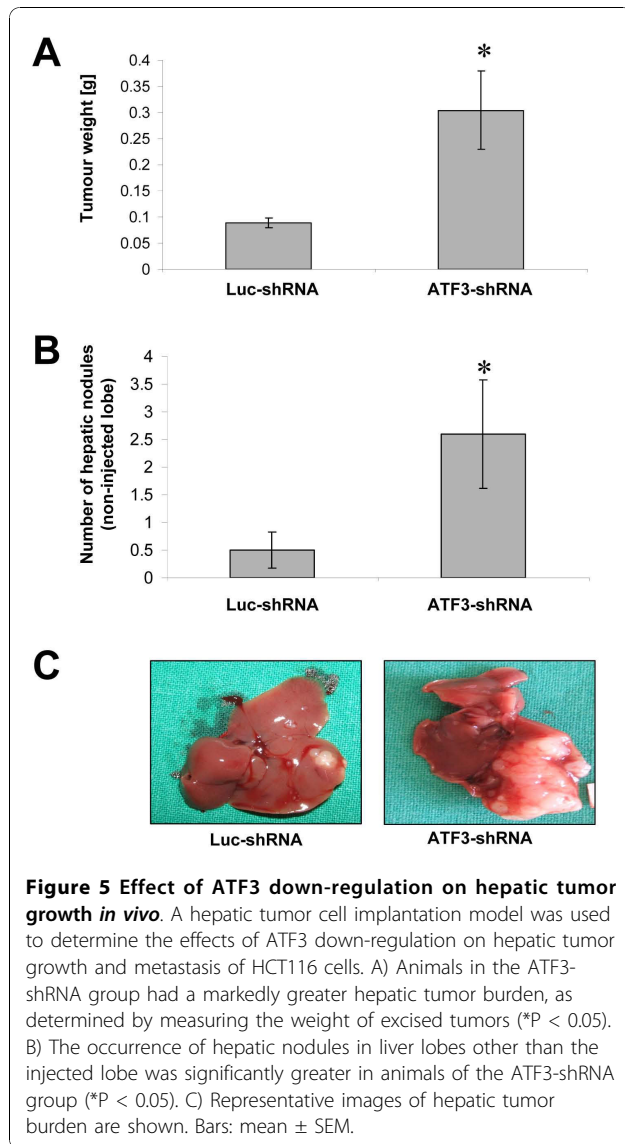 A
Tumour weight [g]
0.4
0.35
0.3
0.25
0.2
0.15
0.1
0.05
0
*
Luc-shRNA
ATF3-shRNA
B
Number of hepatic nodules
(non-injected lobe)
4
3.5
3
2.5
2
1.5
1
0.5
0
*
Luc-shRNA
ATF3-shRNA
C
Luc-shRNA
ATF3-shRNA
Figure 5 Effect of ATF3 down-regulation on hepatic tumor
growth in vivo. A hepatic tumor cell implantation model was used
to determine the effects of ATF3 down-regulation on hepatic tumor
growth and metastasis of HCT116 cells. A) Animals in the ATF3-
shRNA group had a markedly greater hepatic tumor burden, as
determined by measuring the weight of excised tumors (*P < 0.05).
B) The occurrence of hepatic nodules in liver lobes other than the
injected lobe was significantly greater in animals of the ATF3-shRNA
group (*P < 0.05). C) Representative images of hepatic tumor
burden are shown. Bars: mean ± SEM.